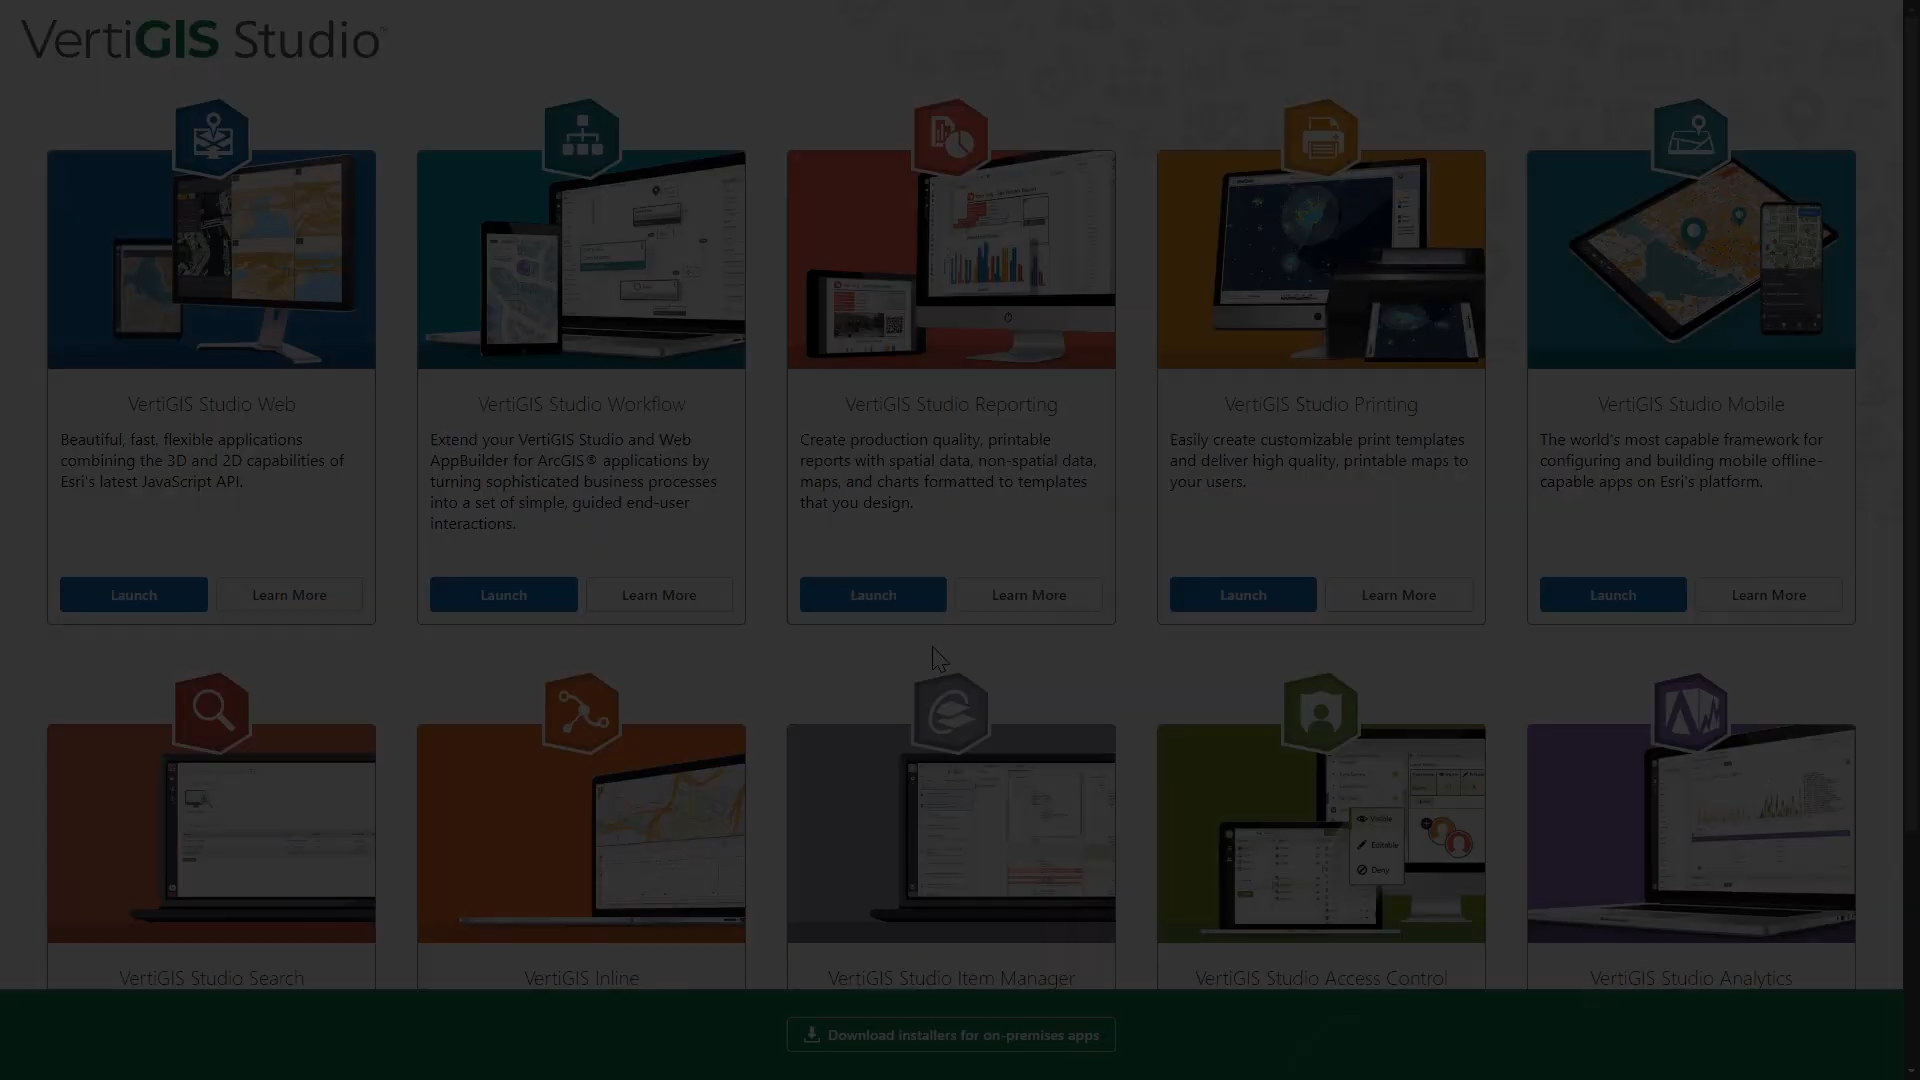 VertiGIS Studio™
VertiGIS Studio Web
Beautiful, fast, flexible applications
combining the 3D and 2D capabilities of
Esri's latest JavaScript API.
Launch
Learn More
VertiGIS Studio Workflow
Extend your VertiGIS Studio and Web
AppBuilder for ArcGIS® applications by
turning sophisticated business processes
into a set of simple, guided end-user
interactions.
Launch
Learn More
VertiGIS Studio Reporting
Create production quality, printable
reports with spatial data, non-spatial data,
maps, and charts formatted to templates
that you design.
Launch
Learn More
VertiGIS Studio Printing
Easily create customizable print templates
and deliver high quality, printable maps to
your users.
Launch
Learn More
VertiGIS Studio Mobile
The world's most capable framework for
configuring and building mobile offline-
capable apps on Esri's platform.
Launch
Learn More
VertiGIS Studio Search
VertiGIS Inline
VertiGIS Studio Item Manager
Visible
Editable
Deny
VertiGIS Studio Access Control
VertiGIS Studio Analytics
Download installers for on-premises apps